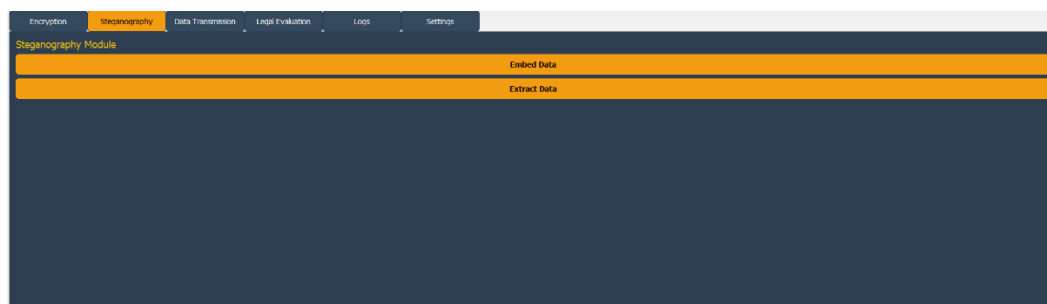 Encryption Steganography Data Transmission Legal Evaluation Logs Settings
Steganography Module
Embed Data
Extract Data